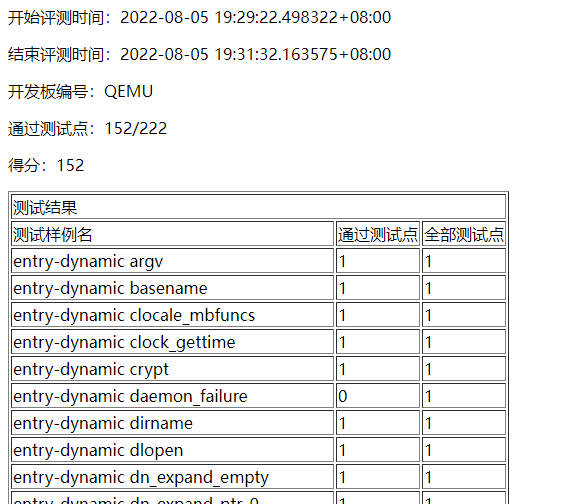 开始评测时间：2022-08-05 19:29:22.498322+08:00
结束评测时间：2022-08-05 19:31:32.163575+08:00
开发板编号：QEMU
通过测试点：152/222
得分：152
测试结果
测试样例名 通过测试点 全部测试点
entry-dynamic argv 1 1
entry-dynamic basename 1 1
entry-dynamic clocale_mbfuncs 1 1
entry-dynamic clock_gettime 1 1
entry-dynamic crypt 1 1
entry-dynamic daemon_failure 0 1
entry-dynamic dirname 1 1
entry-dynamic dlopen 1 1
entry-dynamic dn_expand_empty 1 1
entry-dynamic dn_expand_ptr_0 1 1